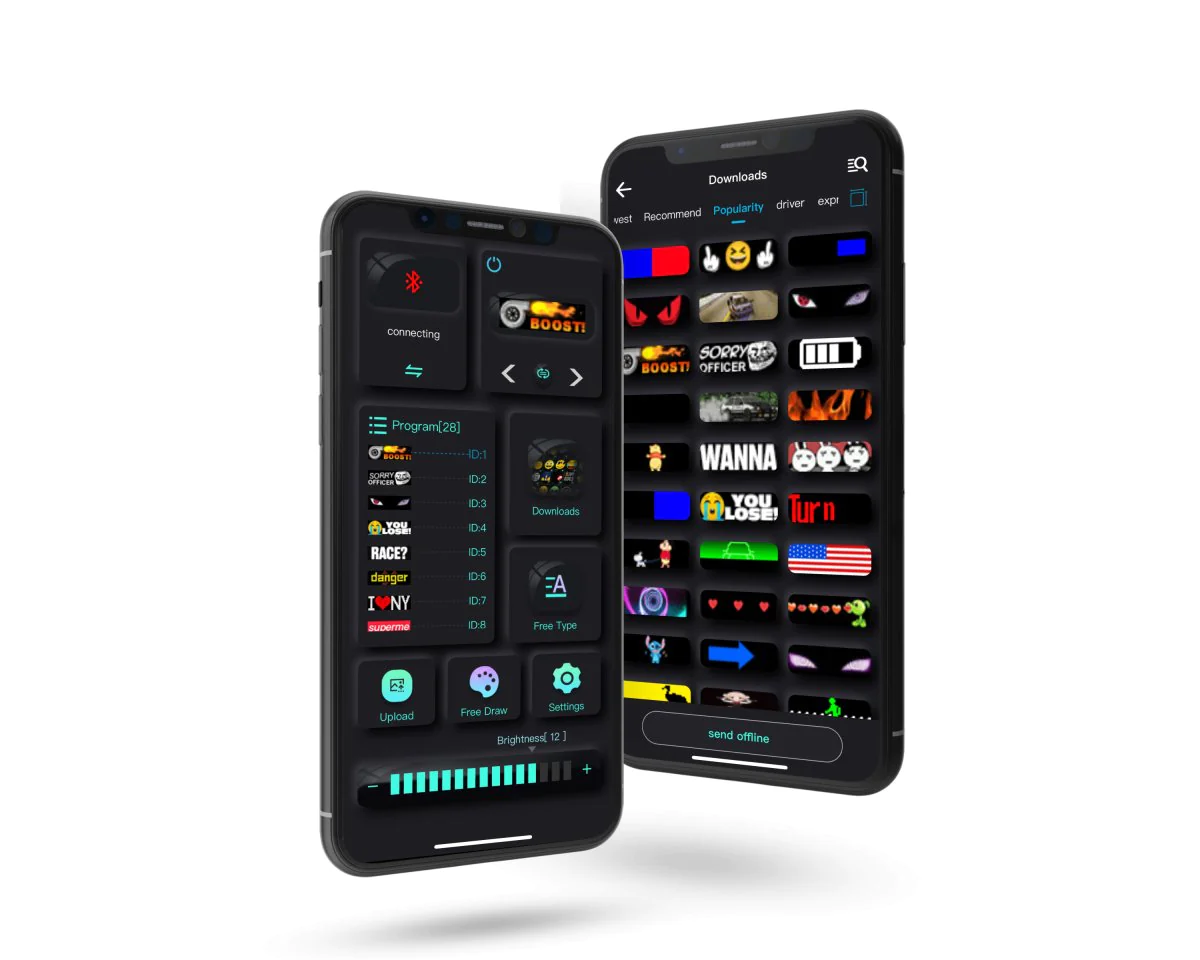 connecting
BOOST!
Program[28]
BOOST! ID:1
SORRY OFFICER ID:2
ID:3
YOU LOSE! ID:4
RACE? ID:5
danger ID:6
I❤NY ID:7
superme ID:8
Downloads
Free Type
Upload
Free Draw
Settings
Brightness[ 12 ]
− +
Downloads
west Recommend Popularity driver expr
BOOST!
SORRY
OFFICER
WANNA
YOU
LOSE!
Turn
send offline